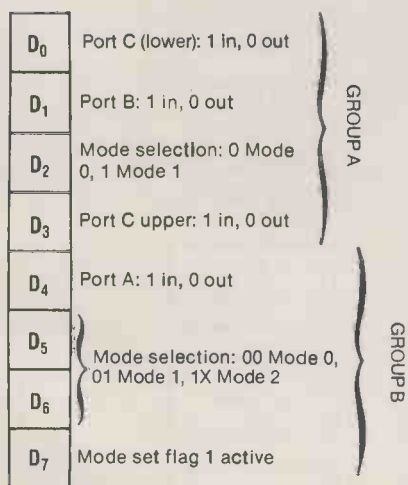 D₀ Port C (lower): 1 in, 0 out
D₁ Port B: 1 in, 0 out
D₂ Mode selection: 0 Mode
0, 1 Mode 1
D₃ Port C upper: 1 in, 0 out
GROUP A
D₄ Port A: 1 in, 0 out
D₅
Mode selection: 00 Mode 0,
01 Mode 1, 1X Mode 2
D₆
D₇ Mode set flag 1 active
GROUP B